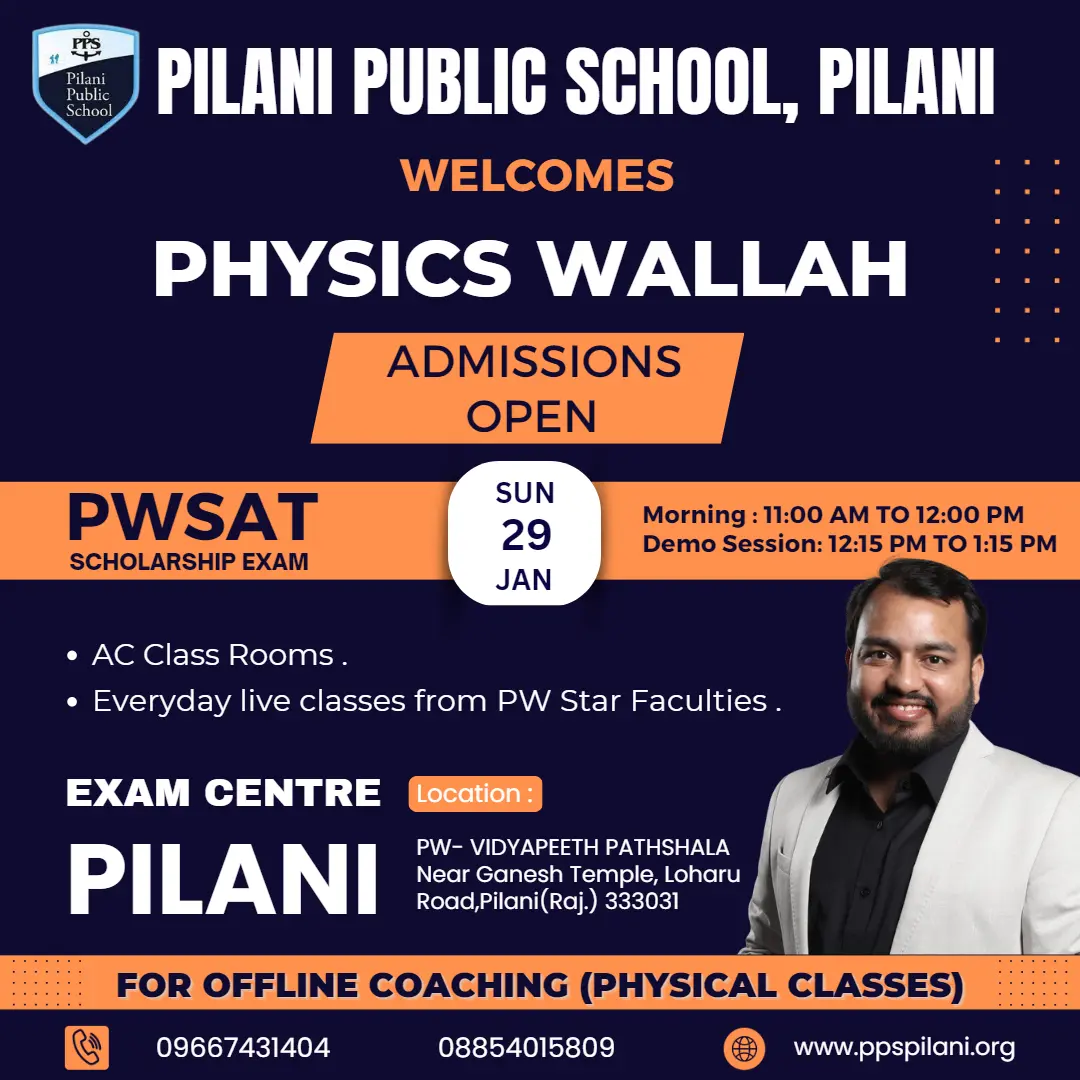 PPS
Pilani
Public
School
PILANI PUBLIC SCHOOL, PILANI
WELCOMES
PHYSICS WALLAH
ADMISSIONS
OPEN
PWSAT
SCHOLARSHIP EXAM
SUN
29
JAN
Morning : 11:00 AM TO 12:00 PM
Demo Session: 12:15 PM TO 1:15 PM
• AC Class Rooms .
• Everyday live classes from PW Star Faculties .
EXAM CENTRE
PILANI
Location :
PW- VIDYAPEETH PATHSHALA
Near Ganesh Temple, Loharu
Road,Pilani(Raj.) 333031
FOR OFFLINE COACHING (PHYSICAL CLASSES)
09667431404 08854015809 www.ppspilani.org